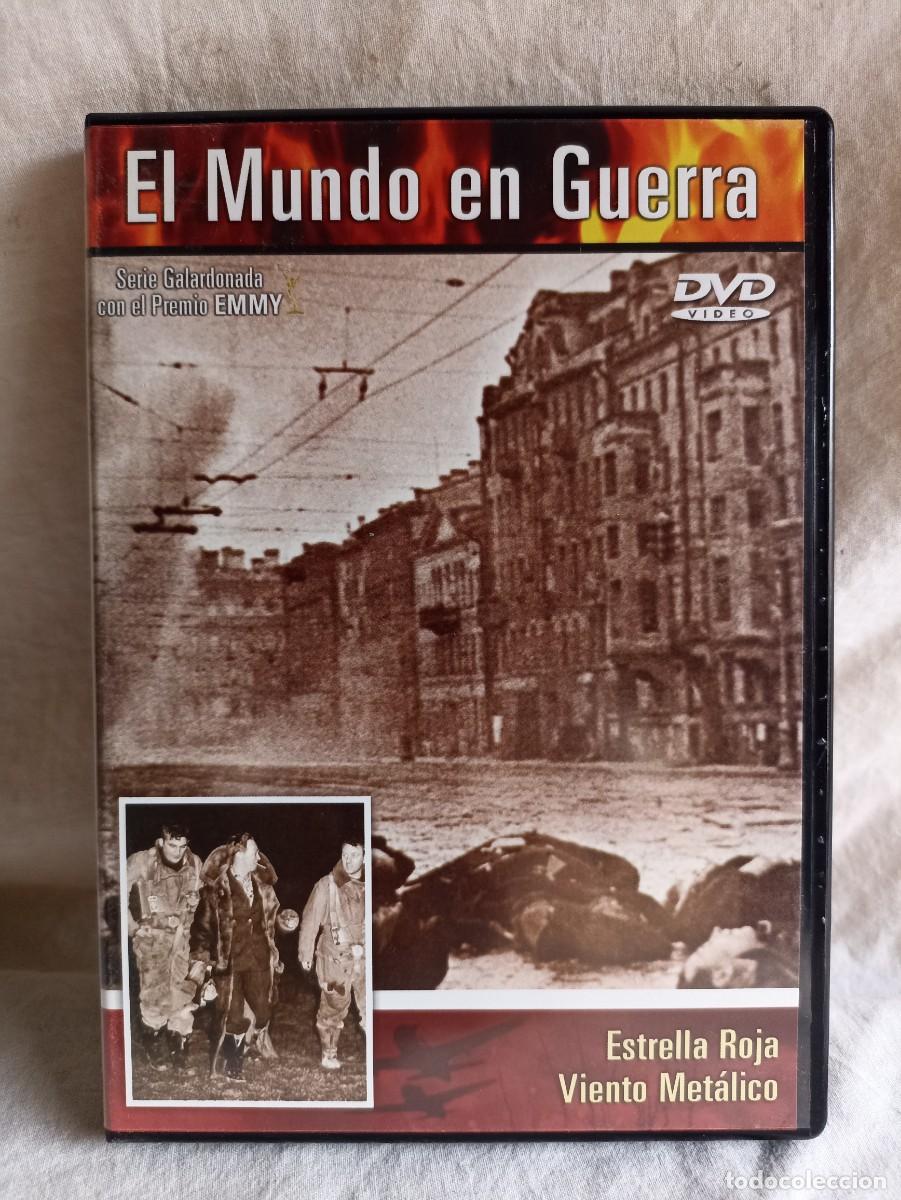 El Mundo en Guerra
Serie Galardonada
con el Premio EMMY
DVD
VIDEO
Estrella Roja
Viento Metálico
todocoleccion